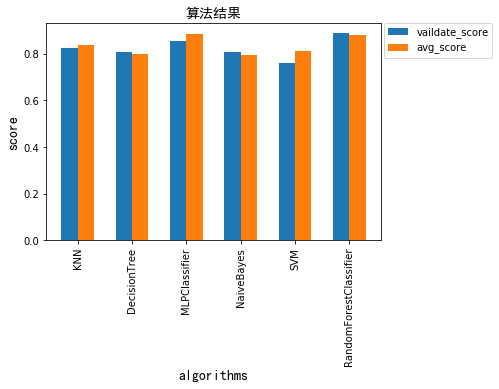 算法结果
vaildate_score
avg_score
score
0.8
0.6
0.4
0.2
0.0
KNN
DecisionTree
MLPClassifier
NaiveBayes
SVM
RandomForestClassifier
algorithms